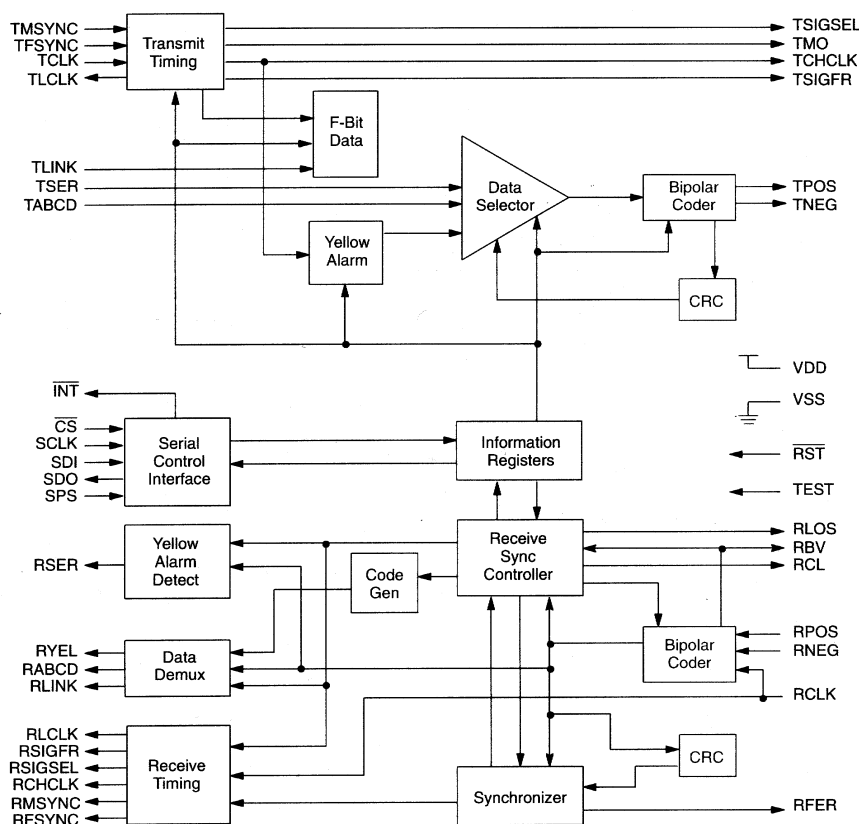 TMSYNC
TFSYNC
TCLK
TLCLK
Transmit
Timing
TSIGSEL
TMO
TCHCLK
TSIGFR
F-Bit
Data
TLINK
TSER
TABCD
Data
Selector
Bipolar
Coder
TPOS
TNEG
Yellow
Alarm
CRC
VDD
VSS
RST
TEST
INT
CS
SCLK
SDI
SDO
SPS
Serial
Control
Interface
Information
Registers
RSER
Yellow
Alarm
Detect
Code
Gen
Receive
Sync
Controller
RLOS
RBV
RCL
RYEL
RABCD
RLINK
Data
Demux
Bipolar
Coder
RPOS
RNEG
RCLK
RLCLK
RSIGFR
RSIGSEL
RCHCLK
RMSYNC
RFSYNC
Receive
Timing
Synchronizer
CRC
RFER